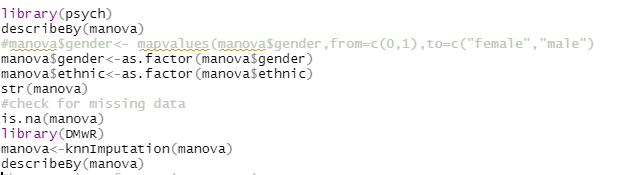 library(psych)
describeBy(manova)
#manova$gender<- mapvalues(manova$gender,from=c(0,1),to=c("female","male")
manova$gender<-as.factor(manova$gender)
manova$ethnic<-as.factor(manova$ethnic)
str(manova)
#check for missing data
is.na(manova)
library(DMwR)
manova<-knnImputation(manova)
describeBy(manova)